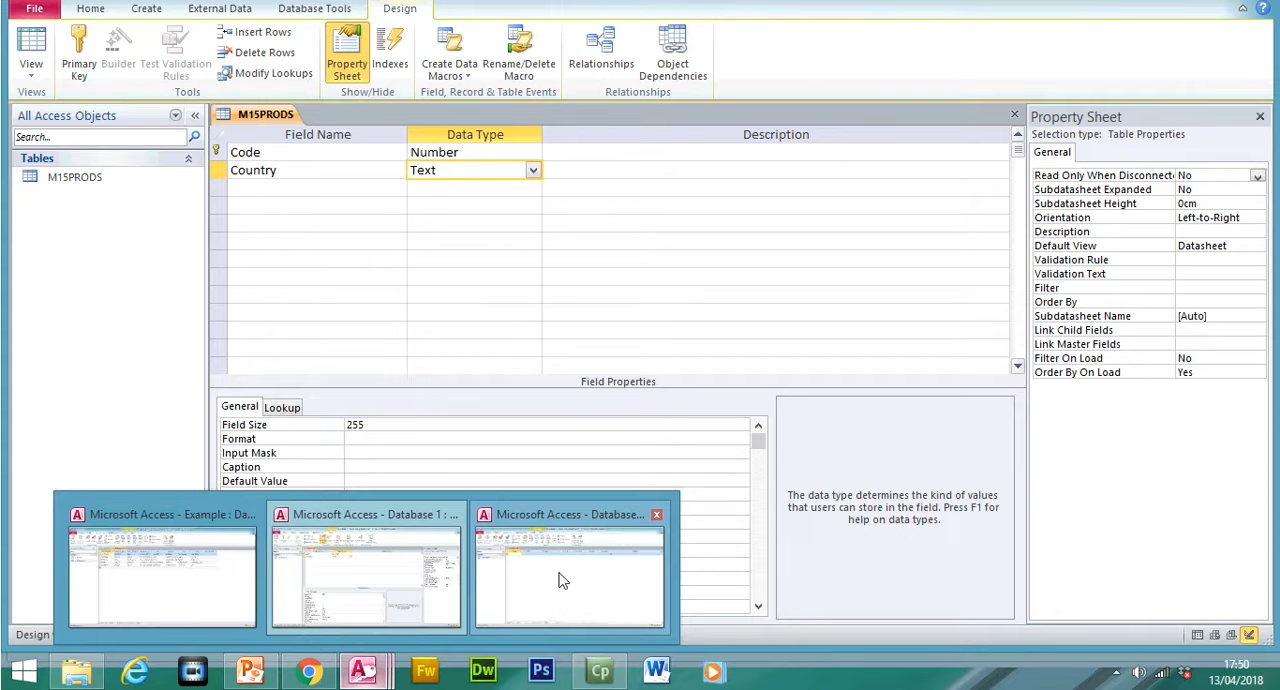 File Home Create External Data Database Tools Design
View
Primary Key
Builder
Test Validation Rules
Insert Rows
Delete Rows
Modify Lookups
Property Sheet
Indexes
Create Data Macros
Rename/Delete Macro
Relationships
Object Dependencies
Views Tools Show/Hide Field, Record & Table Events Relationships
All Access Objects
Search...
Tables
M15PRODS
M15PRODS
Field Name Data Type Description
Code Number
Country Text
Field Properties
General Lookup
Field Size 255
Format
Input Mask
Caption
Default Value
The data type determines the kind of values
that users can store in the field. Press F1 for
help on data types.
Property Sheet
Selection type: Table Properties
General
Read Only When Disconnect No
Subdatasheet Expanded No
Subdatasheet Height 0cm
Orientation Left-to-Right
Description
Default View Datasheet
Validation Rule
Validation Text
Filter
Order By
Subdatasheet Name [Auto]
Link Child Fields
Link Master Fields
Filter On Load No
Order By On Load Yes
Microsoft Access - Example : Da...
Microsoft Access - Database 1 : ...
Microsoft Access - Database...
Design
Fw Dw Ps Cp W
17:50
13/04/2018